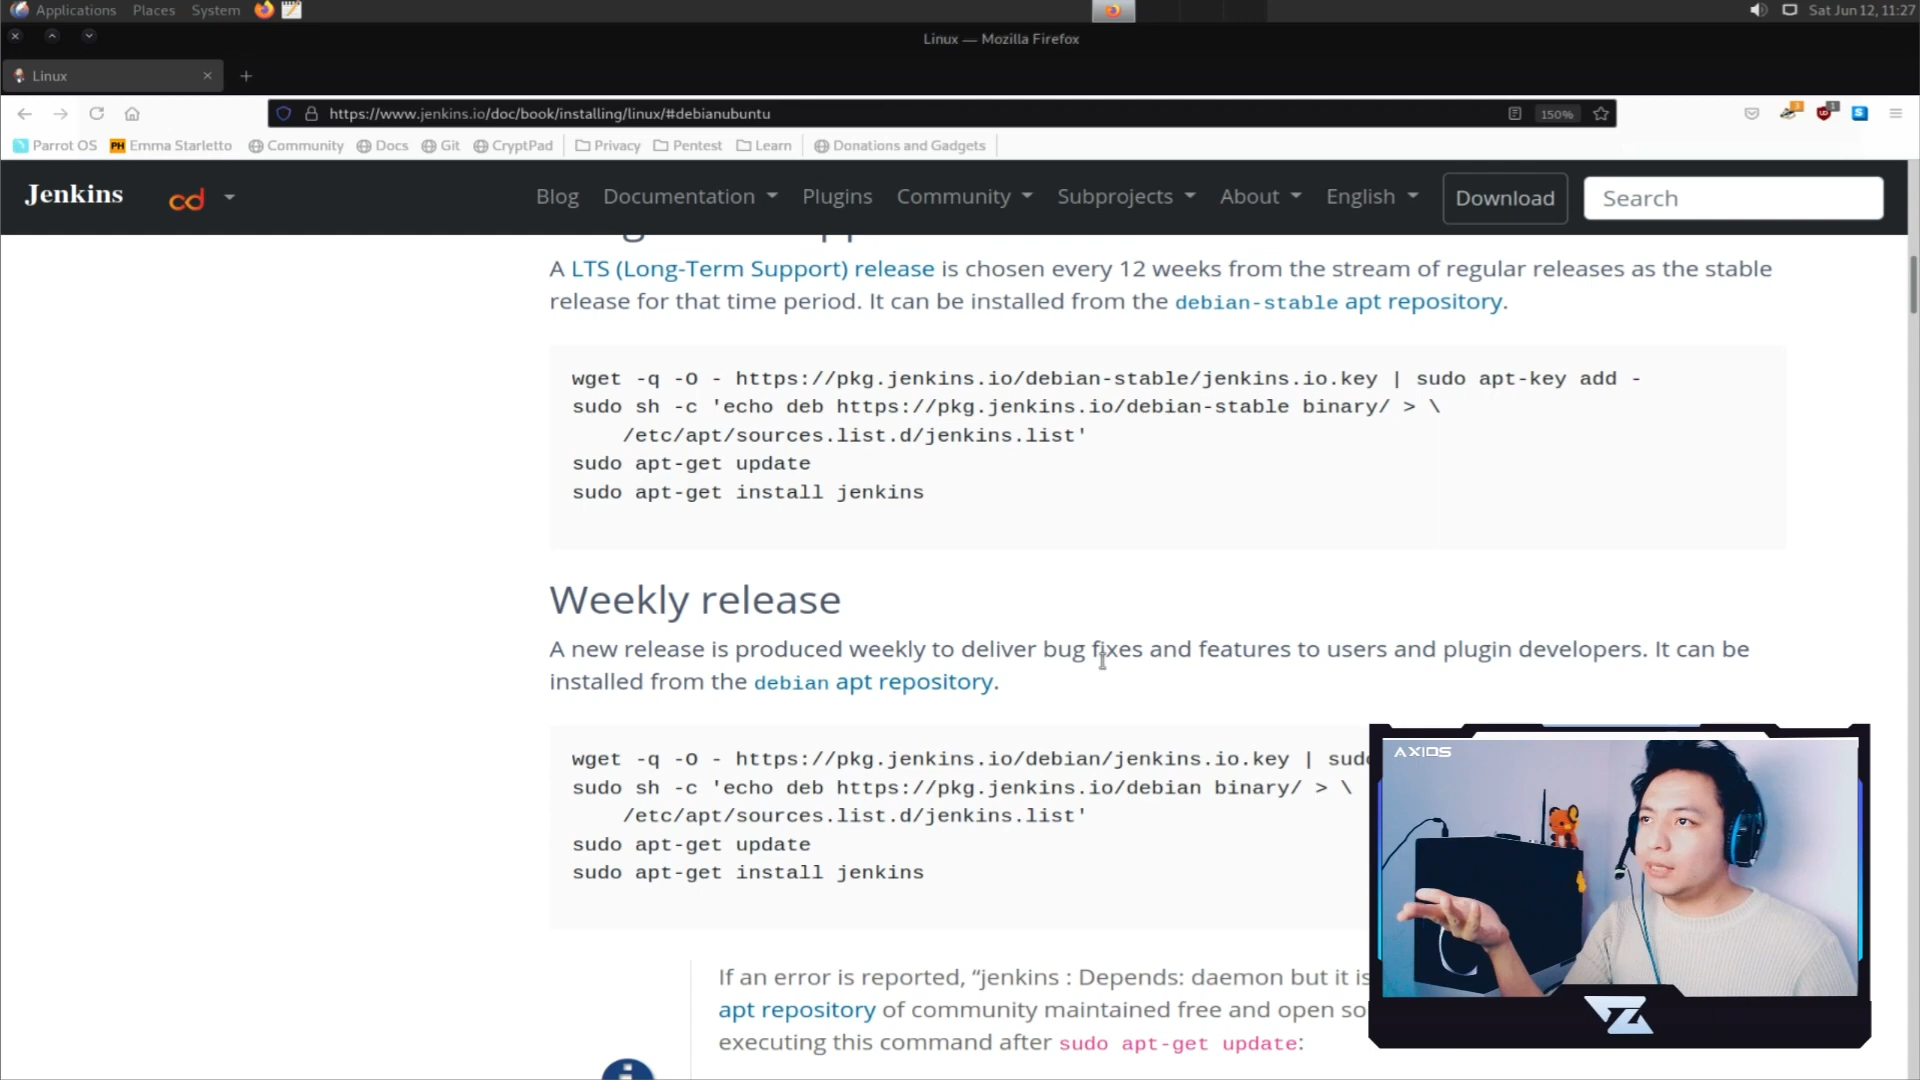 Applications Places System
Sat Jun 12, 11:27
Linux — Mozilla Firefox
Linux
https://www.jenkins.io/doc/book/installing/linux/#debianubuntu
150%
Parrot OS PH Emma Starletto Community Docs Git CryptPad Privacy Pentest Learn Donations and Gadgets
Jenkins cd Blog Documentation Plugins Community Subprojects About English Download Search
A LTS (Long-Term Support) release is chosen every 12 weeks from the stream of regular releases as the stable
release for that time period. It can be installed from the debian-stable apt repository.
wget -q -O - https://pkg.jenkins.io/debian-stable/jenkins.io.key | sudo apt-key add -
sudo sh -c 'echo deb https://pkg.jenkins.io/debian-stable binary/ > \
/etc/apt/sources.list.d/jenkins.list'
sudo apt-get update
sudo apt-get install jenkins
Weekly release
A new release is produced weekly to deliver bug fixes and features to users and plugin developers. It can be
installed from the debian apt repository.
wget -q -O - https://pkg.jenkins.io/debian/jenkins.io.key | sudo
sudo sh -c 'echo deb https://pkg.jenkins.io/debian binary/ > \
/etc/apt/sources.list.d/jenkins.list'
sudo apt-get update
sudo apt-get install jenkins
AXIOS
If an error is reported, “jenkins : Depends: daemon but it is
apt repository of community maintained free and open so
executing this command after sudo apt-get update: